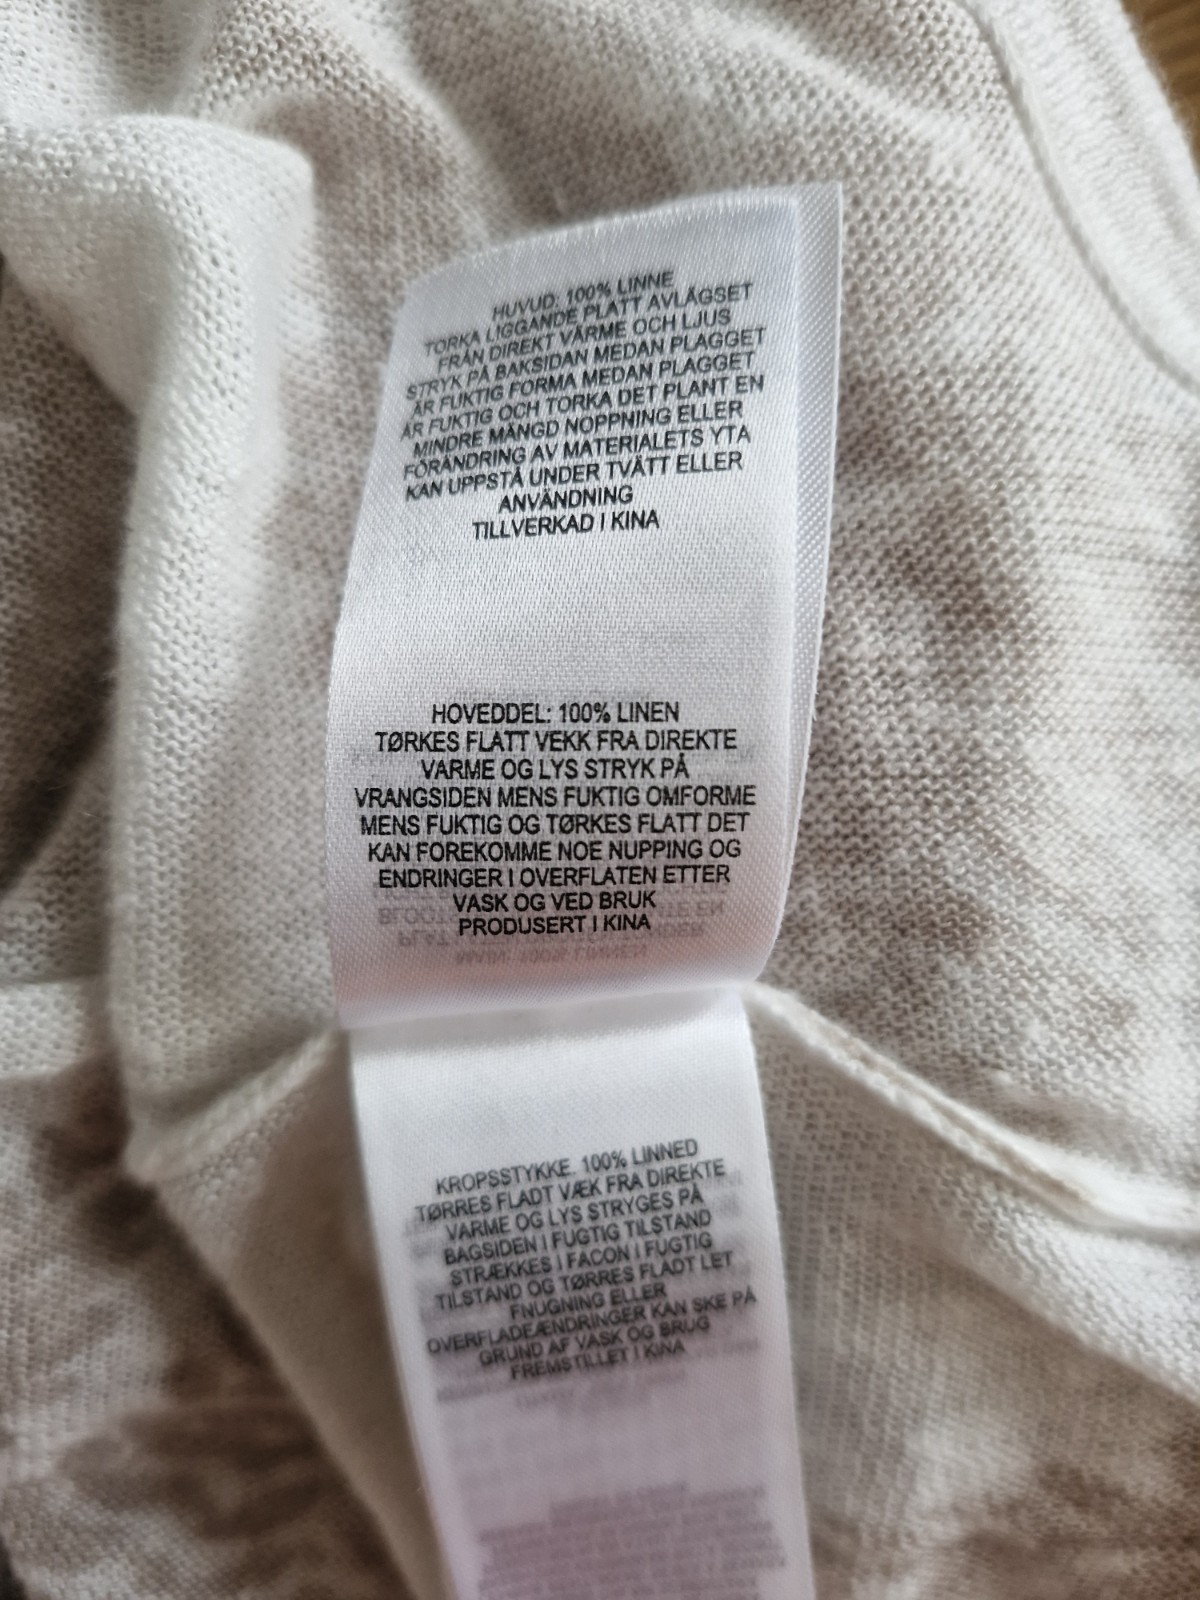 HUVUD: 100% LINNE
TORKA LIGGANDE PLATT AVLÄGSET
FRÅN DIREKT VÄRME OCH LJUS
STRYK PÅ BAKSIDAN MEDAN PLAGGET
ÄR FUKTIG FORMA MEDAN PLAGGET
ÄR FUKTIG OCH TORKA DET PLANT EN
MINDRE MÄNGD NOPPNING ELLER
FÖRÄNDRING AV MATERIALETS YTA
KAN UPPSTÅ UNDER TVÄTT ELLER
ANVÄNDNING
TILLVERKAD I KINA
HOVEDDEL: 100% LINEN
TØRKES FLATT VEKK FRA DIREKTE
VARME OG LYS STRYK PÅ
VRANGSIDEN MENS FUKTIG OMFORME
MENS FUKTIG OG TØRKES FLATT DET
KAN FOREKOMME NOE NUPPING OG
ENDRINGER I OVERFLATEN ETTER
VASK OG VED BRUK
PRODUSERT I KINA
KROPSSTYKKE: 100% LINNED
TØRRES FLADT VÆK FRA DIREKTE
VARME OG LYS STRYGES PÅ
BAGSIDEN I FUGTIG TILSTAND
STRÆKKES I FACON I FUGTIG
TILSTAND OG TØRRES FLADT LET
FNUGNING ELLER
OVERFLADEÆNDRINGER KAN SKE PÅ
GRUND AF VASK OG BRUG
FREMSTILLET I KINA